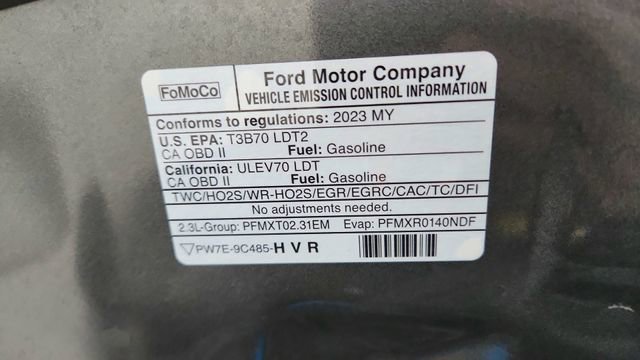 FoMoCo
Ford Motor Company
VEHICLE EMISSION CONTROL INFORMATION
Conforms to regulations: 2023 MY
U.S. EPA: T3B70 LDT2
CA OBD II Fuel: Gasoline
California: ULEV70 LDT
CA OBD II Fuel: Gasoline
TWC/HO2S/WR-HO2S/EGR/EGRC/CAC/TC/DFI
No adjustments needed.
2.3L-Group: PFMXT02.31EM Evap: PFMXR0140NDF
PW7E-9C485-HVR